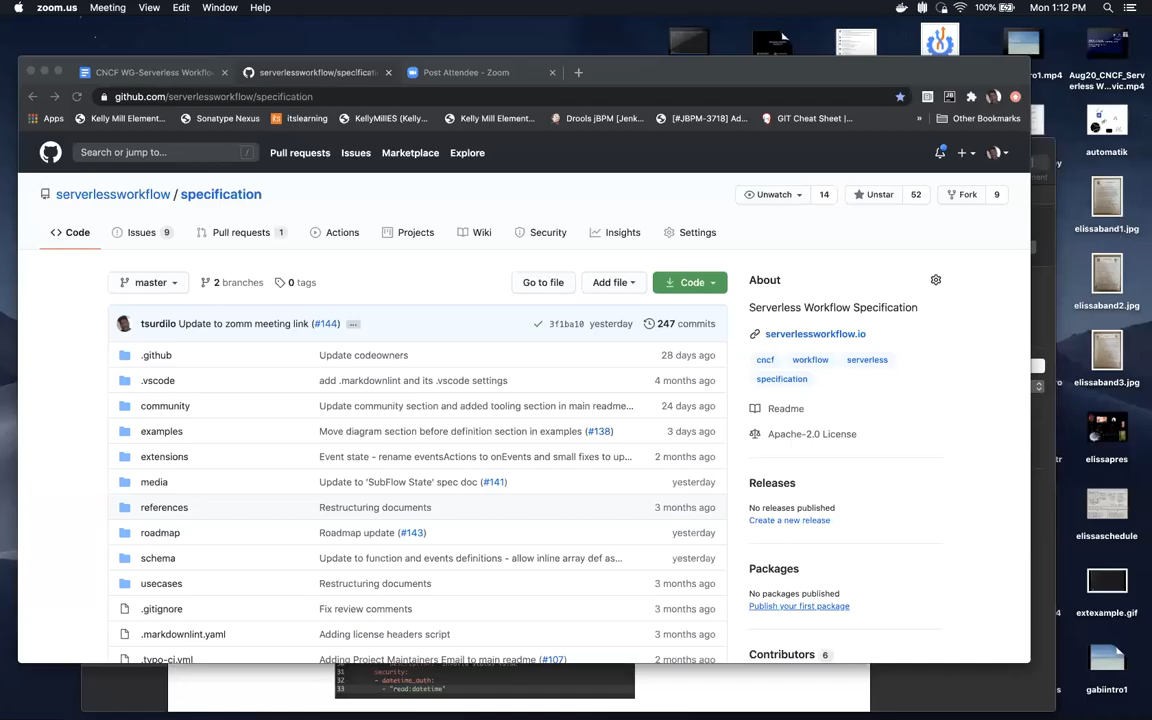 zoom.us Meeting View Edit Window Help 100% Mon 1:12 PM
CNCF WG-Serverless Workflo serverlessworkflow/specificati Post Attendee - Zoom
github.com/serverlessworkflow/specification
Apps Kelly Mill Element... Sonatype Nexus itslearning KellyMillES (Kelly... Kelly Mill Element... Drools jBPM [Jenk... [#JBPM-3718] Ad... GIT Cheat Sheet |... » Other Bookmarks
Search or jump to... / Pull requests Issues Marketplace Explore
serverlessworkflow / specification
Unwatch 14 Unstar 52 Fork 9
Code Issues 9 Pull requests 1 Actions Projects Wiki Security Insights Settings
master 2 branches 0 tags Go to file Add file Code
tsurdilo Update to zomm meeting link (#144) ... 3f1ba10 yesterday 247 commits
.github Update codeowners 28 days ago
.vscode add .markdownlint and its .vscode settings 4 months ago
community Update community section and added tooling section in main readme... 24 days ago
examples Move diagram section before definition section in examples (#138) 3 days ago
extensions Event state - rename eventsActions to onEvents and small fixes to up... 2 months ago
media Update to 'SubFlow State' spec doc (#141) yesterday
references Restructuring documents 3 months ago
roadmap Roadmap update (#143) yesterday
schema Update to function and events definitions - allow inline array def as... yesterday
usecases Restructuring documents 3 months ago
.gitignore Fix review comments 3 months ago
.markdownlint.yaml Adding license headers script 3 months ago
.typo-ci.yml Adding Project Maintainers Email to main readme (#107) 2 months ago
About
Serverless Workflow Specification
serverlessworkflow.io
cncf workflow serverless
specification
Readme
Apache-2.0 License
Releases
No releases published
Create a new release
Packages
No packages published
Publish your first package
Contributors 6
31 security:
32 - datetime_auth:
33 - "read:datetime"
ro1.mp4
Aug20_CNCF_Serv
erless W...vic.mp4
automatik
elissaband1.jpg
elissaband2.jpg
elissaband3.jpg
elissapres
elissaschedule
extexample.gif
gabiintro1